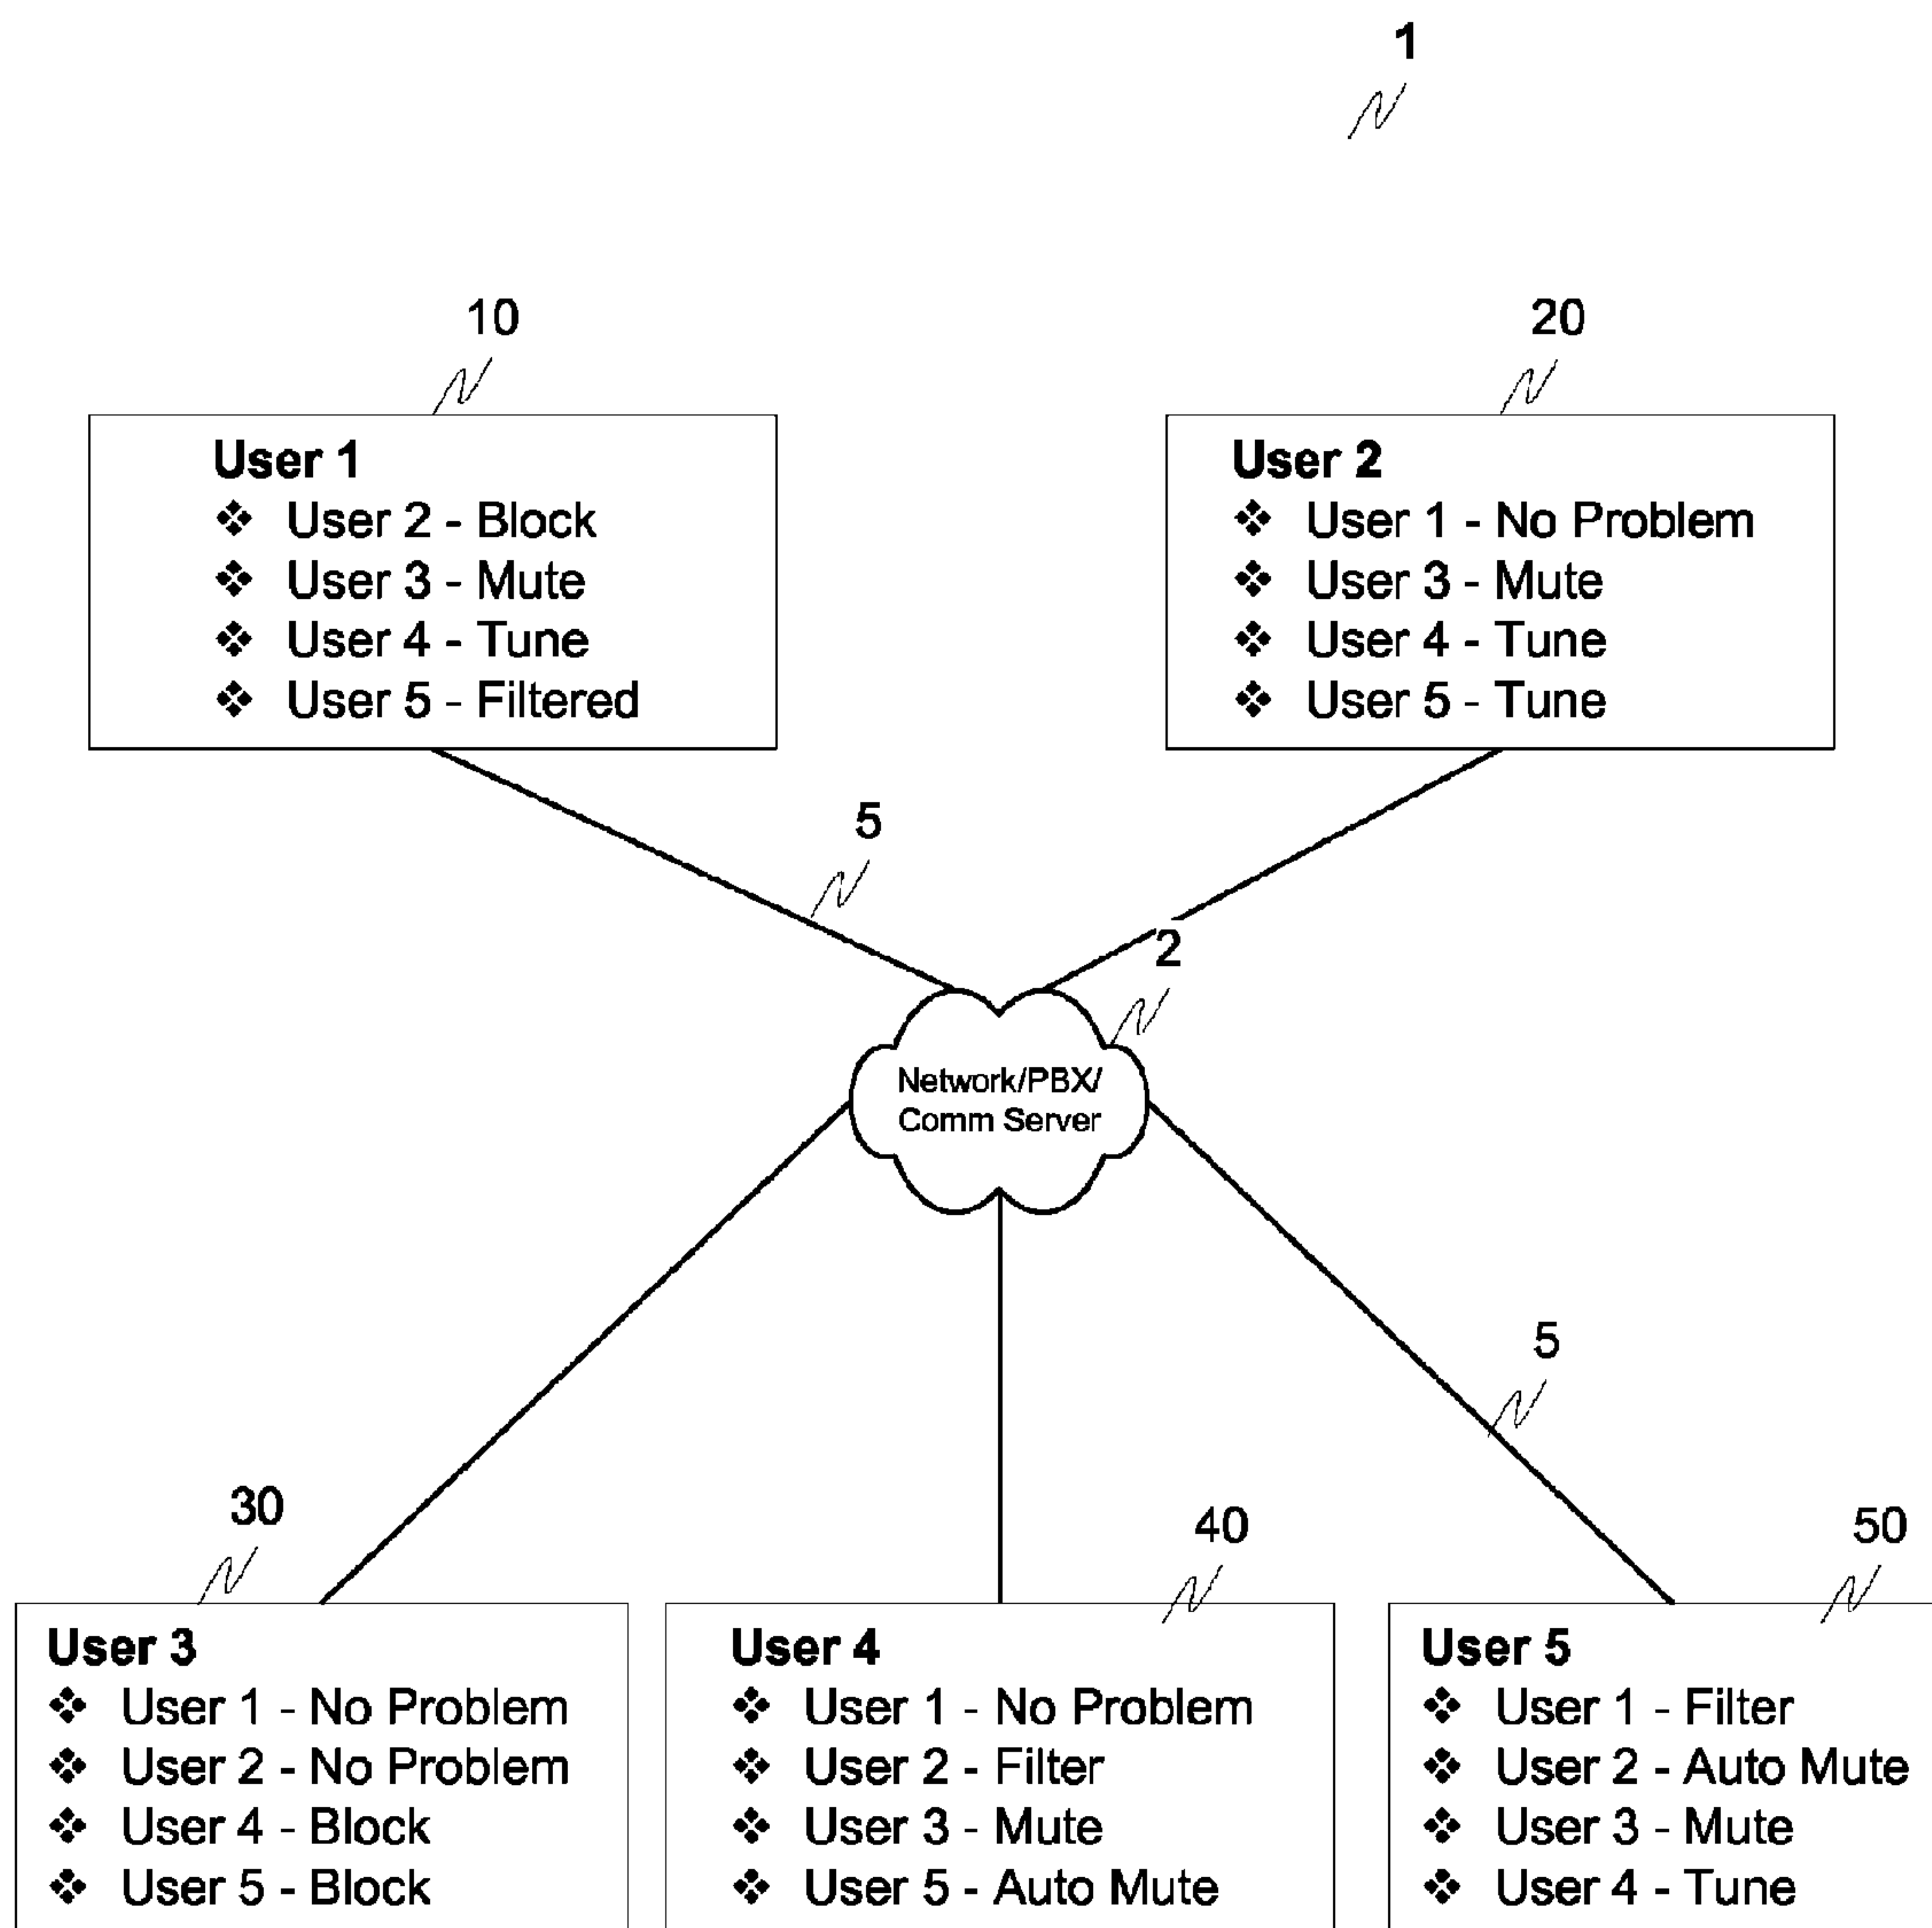 1
10
20
User 1
❖ User 2 - Block
❖ User 3 - Mute
❖ User 4 - Tune
❖ User 5 - Filtered
User 2
❖ User 1 - No Problem
❖ User 3 - Mute
❖ User 4 - Tune
❖ User 5 - Tune
5
2
Network/PBX/
Comm Server
5
30
40
50
User 3
❖ User 1 - No Problem
❖ User 2 - No Problem
❖ User 4 - Block
❖ User 5 - Block
User 4
❖ User 1 - No Problem
❖ User 2 - Filter
❖ User 3 - Mute
❖ User 5 - Auto Mute
User 5
❖ User 1 - Filter
❖ User 2 - Auto Mute
❖ User 3 - Mute
❖ User 4 - Tune